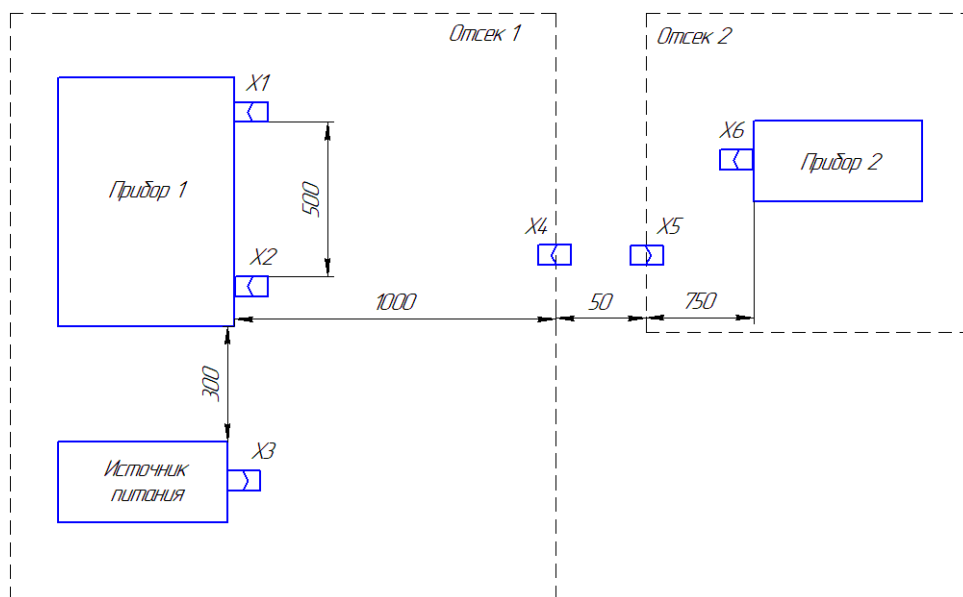 Отсек 1
Отсек 2
X1
X6
Прибор 1
Прибор 2
500
X4
X5
X2
1000
50
750
300
X3
Источник
питания